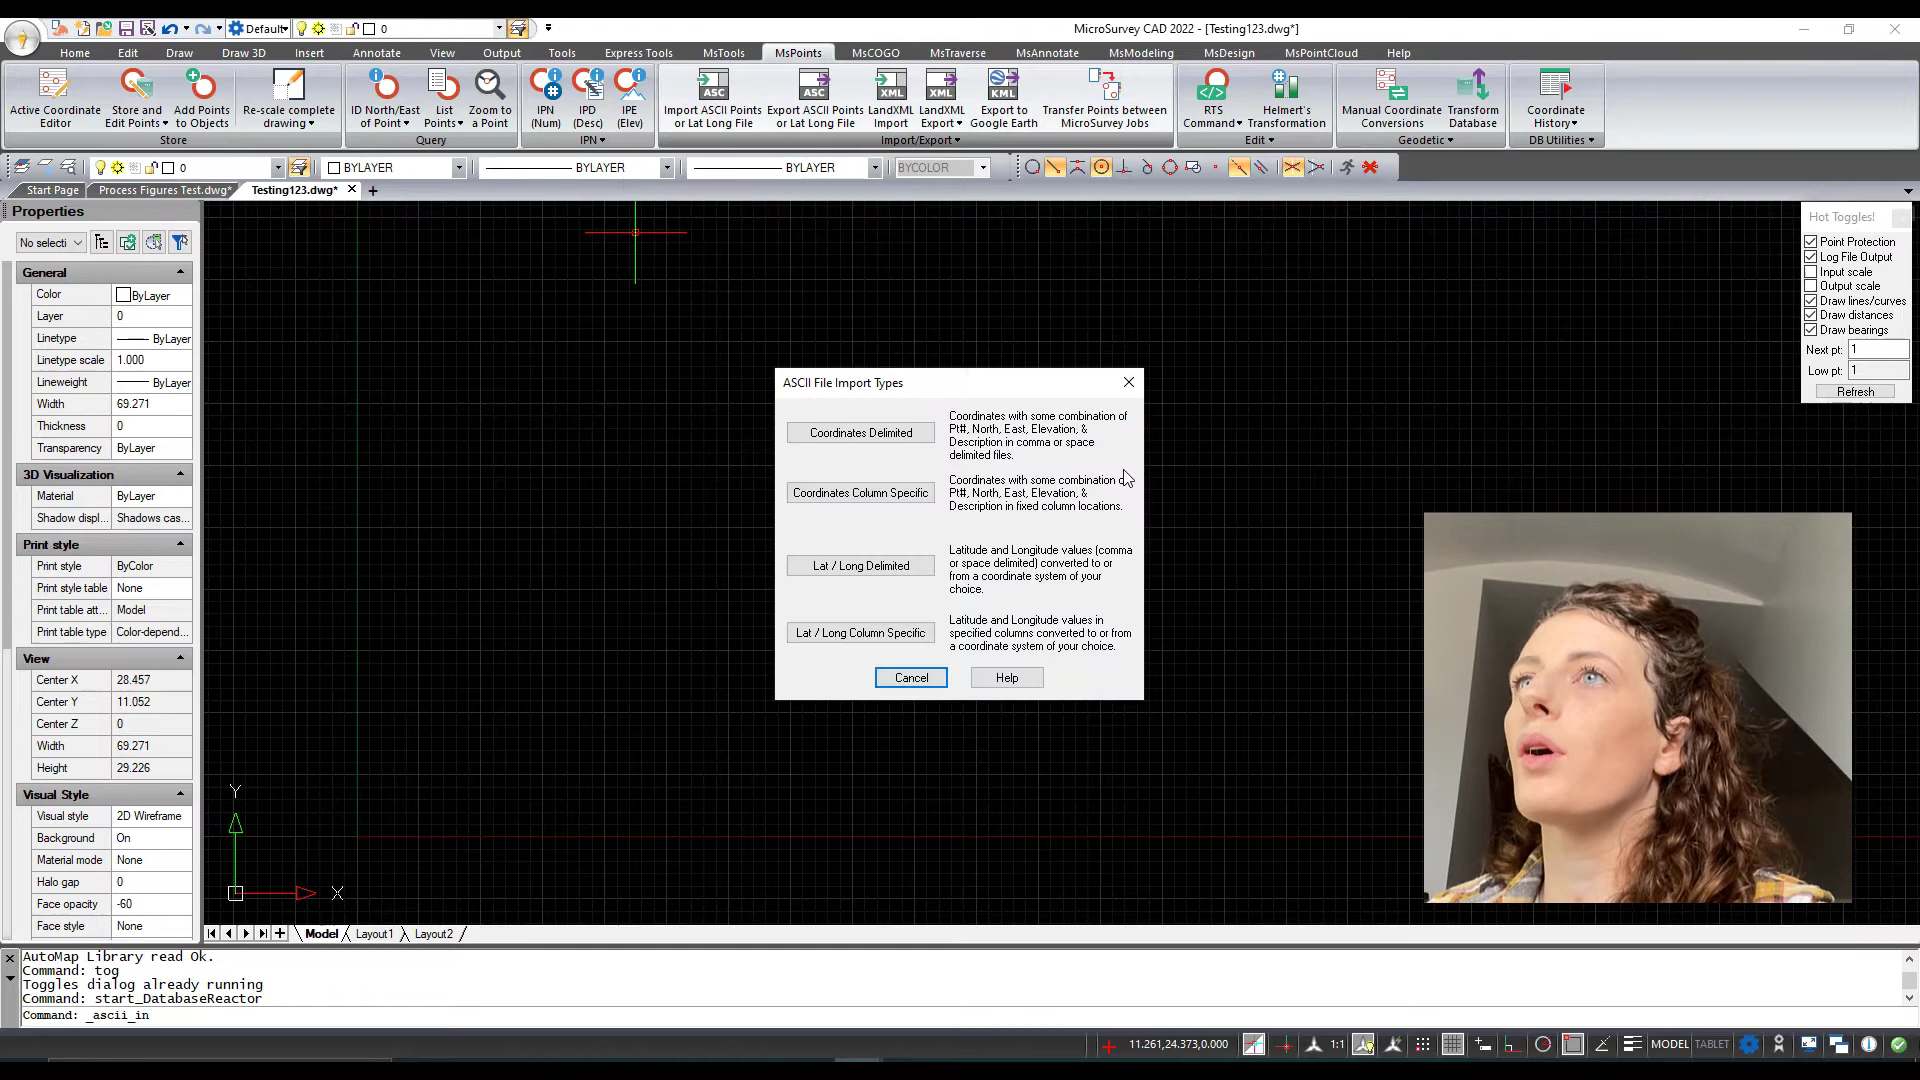 Default
0
MicroSurvey CAD 2022 - [Testing123.dwg*]
Home Edit Draw Draw 3D Insert Annotate View Output Tools Express Tools MsTools MsPoints MsCOGO MsTraverse MsAnnotate MsModeling MsDesign MsPointCloud Help
Active Coordinate Editor
Store and Edit Points
Add Points to Objects
Re-scale complete drawing
ID North/East of Point
List Points
Zoom to a Point
IPN (Num)
IPD (Desc)
IPE (Elev)
ASC
Import ASCII Points or Lat Long File
ASC
Export ASCII Points or Lat Long File
XML
LandXML Import
XML
LandXML Export
KML
Export to Google Earth
Transfer Points between MicroSurvey Jobs
RTS Command
Helmert's Transformation
Manual Coordinate Conversions
Transform Database
Coordinate History
Store Query IPN Import/Export Edit Geodetic DB Utilities
0 BYLAYER BYLAYER BYLAYER BYCOLOR
Start Page Process Figures Test.dwg* Testing123.dwg*
Properties
No selecti
General
Color ByLayer
Layer 0
Linetype ByLayer
Linetype scale 1.000
Lineweight ByLayer
Width 69.271
Thickness 0
Transparency ByLayer
3D Visualization
Material ByLayer
Shadow displ... Shadows cas...
Print style
Print style ByColor
Print style table None
Print table att... Model
Print table type Color-depend...
View
Center X 28.457
Center Y 11.052
Center Z 0
Width 69.271
Height 29.226
Visual Style
Visual style 2D Wireframe
Background On
Material mode None
Halo gap 0
Face opacity -60
Face style None
Hot Toggles!
Point Protection
Log File Output
Input scale
Output scale
Draw lines/curves
Draw distances
Draw bearings
Next pt: 1
Low pt: 1
Refresh
ASCII File Import Types
Coordinates Delimited
Coordinates with some combination of
Pt#, North, East, Elevation, &
Description in comma or space
delimited files.
Coordinates Column Specific
Coordinates with some combination of
Pt#, North, East, Elevation, &
Description in fixed column locations.
Lat / Long Delimited
Latitude and Longitude values (comma
or space delimited) converted to or
from a coordinate system of your
choice.
Lat / Long Column Specific
Latitude and Longitude values in
specified columns converted to or from
a coordinate system of your choice.
Cancel Help
Y
X
Model Layout1 Layout2
AutoMap Library read Ok.
Command: tog
Toggles dialog already running
Command: start_DatabaseReactor
Command: _ascii_in
11.261,24.373,0.000 1:1 MODEL TABLET